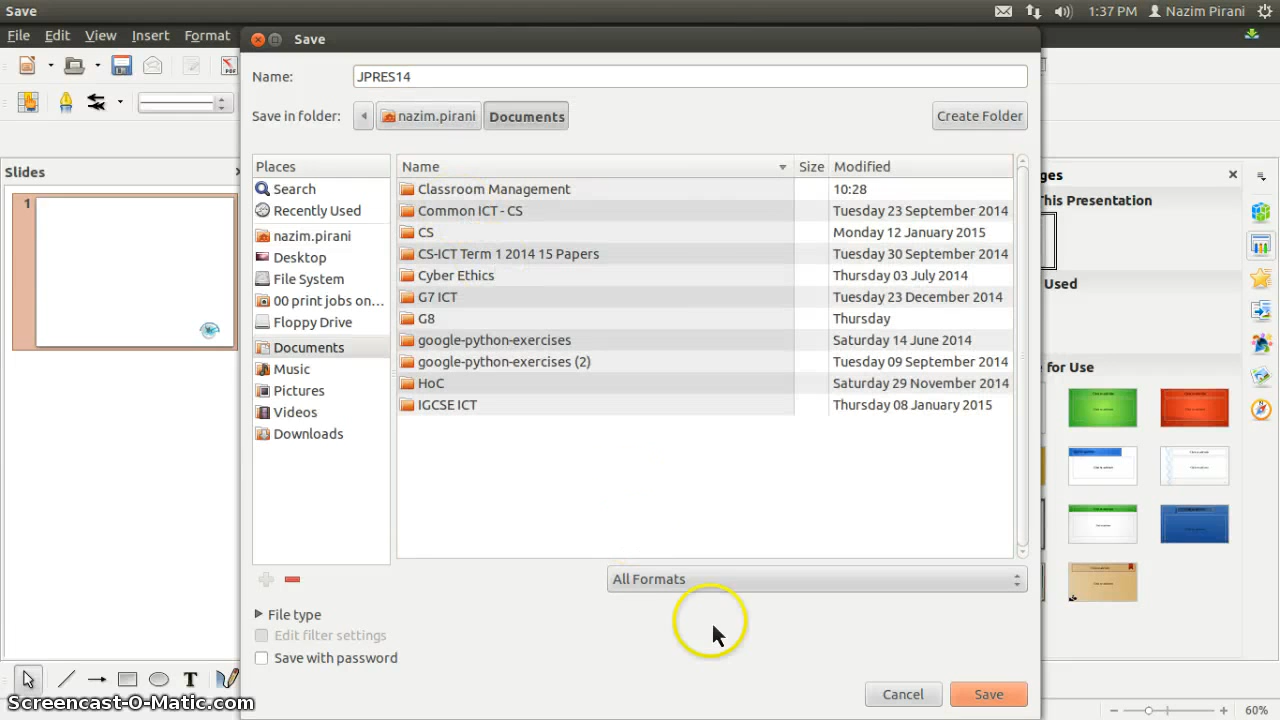 Save
1:37 PM
Nazim Pirani
File Edit View Insert Format
Save
Name: JPRES14
Save in folder: nazim.pirani Documents Create Folder
Places
Search
Recently Used
nazim.pirani
Desktop
File System
00 print jobs on...
Floppy Drive
Documents
Music
Pictures
Videos
Downloads
Name Size Modified
Classroom Management 10:28
Common ICT - CS Tuesday 23 September 2014
CS Monday 12 January 2015
CS-ICT Term 1 2014 15 Papers Tuesday 30 September 2014
Cyber Ethics Thursday 03 July 2014
G7 ICT Tuesday 23 December 2014
G8 Thursday
google-python-exercises Saturday 14 June 2014
google-python-exercises (2) Tuesday 09 September 2014
HoC Saturday 29 November 2014
IGCSE ICT Thursday 08 January 2015
All Formats
File type
Edit filter settings
Save with password
Cancel Save
Slides
1
ges
This Presentation
Used
for Use
T
Screencast-O-Matic.com
60%